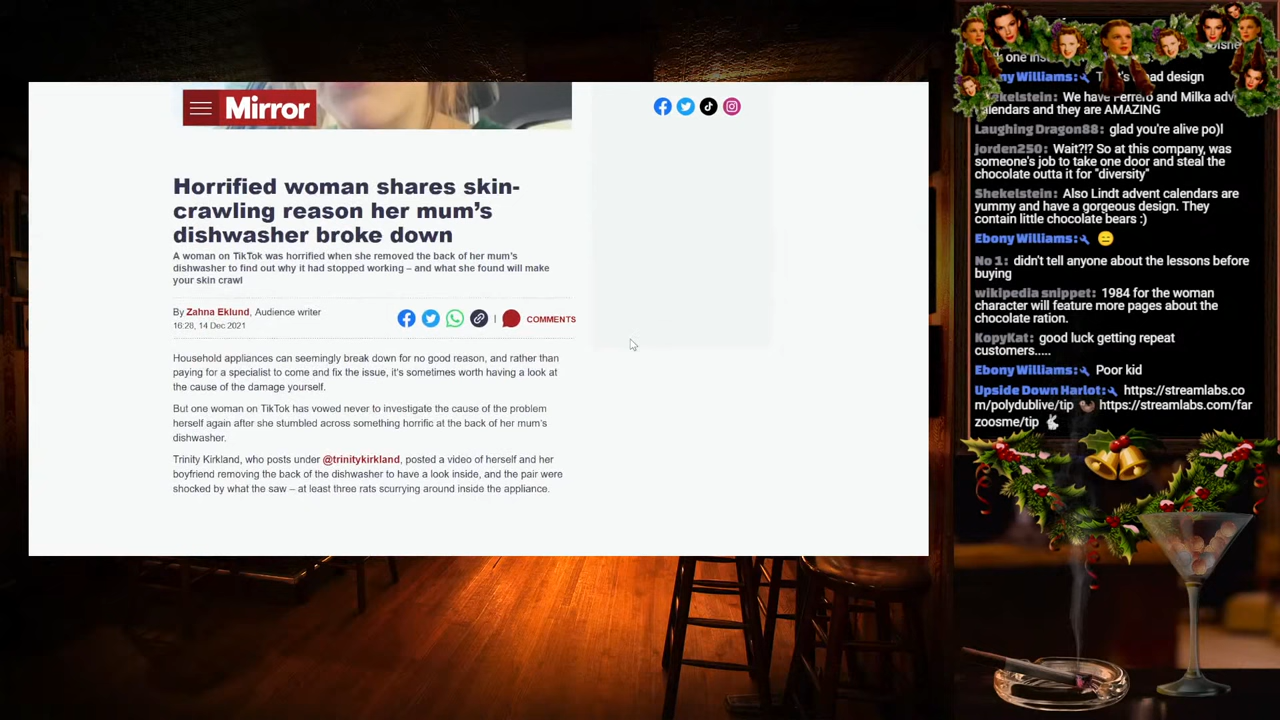 Mirror
Horrified woman shares skin-
crawling reason her mum's
dishwasher broke down
A woman on TikTok was horrified when she removed the back of her mum's
dishwasher to find out why it had stopped working – and what she found will make
your skin crawl
By Zahna Eklund, Audience writer
16:28, 14 Dec 2021
| COMMENTS
Household appliances can seemingly break down for no good reason, and rather than
paying for a specialist to come and fix the issue, it's sometimes worth having a look at
the cause of the damage yourself.
But one woman on TikTok has vowed never to investigate the cause of the problem
herself again after she stumbled across something horrific at the back of her mum's
dishwasher.
Trinity Kirkland, who posts under @trinitykirkland, posted a video of herself and her
boyfriend removing the back of the dishwasher to have a look inside, and the pair were
shocked by what the saw – at least three rats scurrying around inside the appliance.
one
Williams: design
We have Ferrero and Milka
and they are AMAZING
Laughing Dragon88: glad you're alive po)l
jorden250: Wait?!? So at this company, was
someone's job to take one door and steal the
chocolate outta it for "diversity"
Shekelstein: Also Lindt advent calendars are
yummy and have a gorgeous design. They
contain little chocolate bears :)
Ebony Williams: 😑
No 1: didn't tell anyone about the lessons before
buying
wikipedia snippet: 1984 for the woman
character will feature more pages about the
chocolate ration.
KopyKat: good luck getting repeat
customers.....
Ebony Williams: Poor kid
Upside Down Harlot: https://streamlabs.co
m/polydublive/tip https://streamlabs.com/far
zoosme/tip